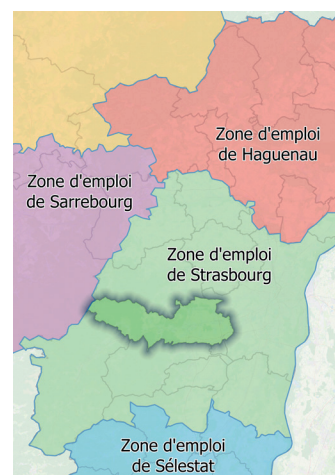 Zone d'emploi
de Haguenau
Zone d'emploi
de Sarrebourg
Zone d'emploi
de Strasbourg
Zone d'emploi
de Sélestat